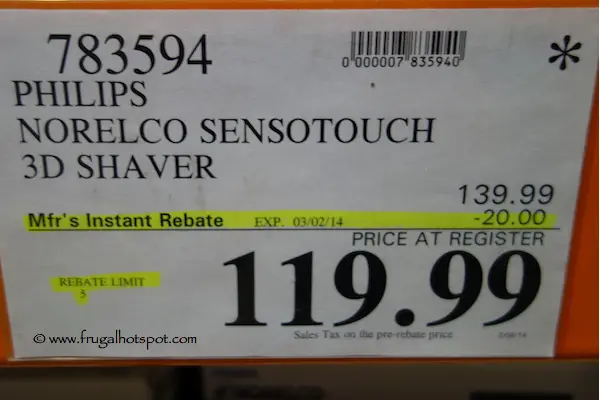 783594
0 000007 835940
*
PHILIPS
NORELCO SENSOTOUCH
3D SHAVER
139.99
Mfr's Instant Rebate EXP. 03/02/14 -20.00
PRICE AT REGISTER
119.99
REBATE LIMIT
5
Sales Tax on the pre-rebate price
© www.frugalhotspot.com